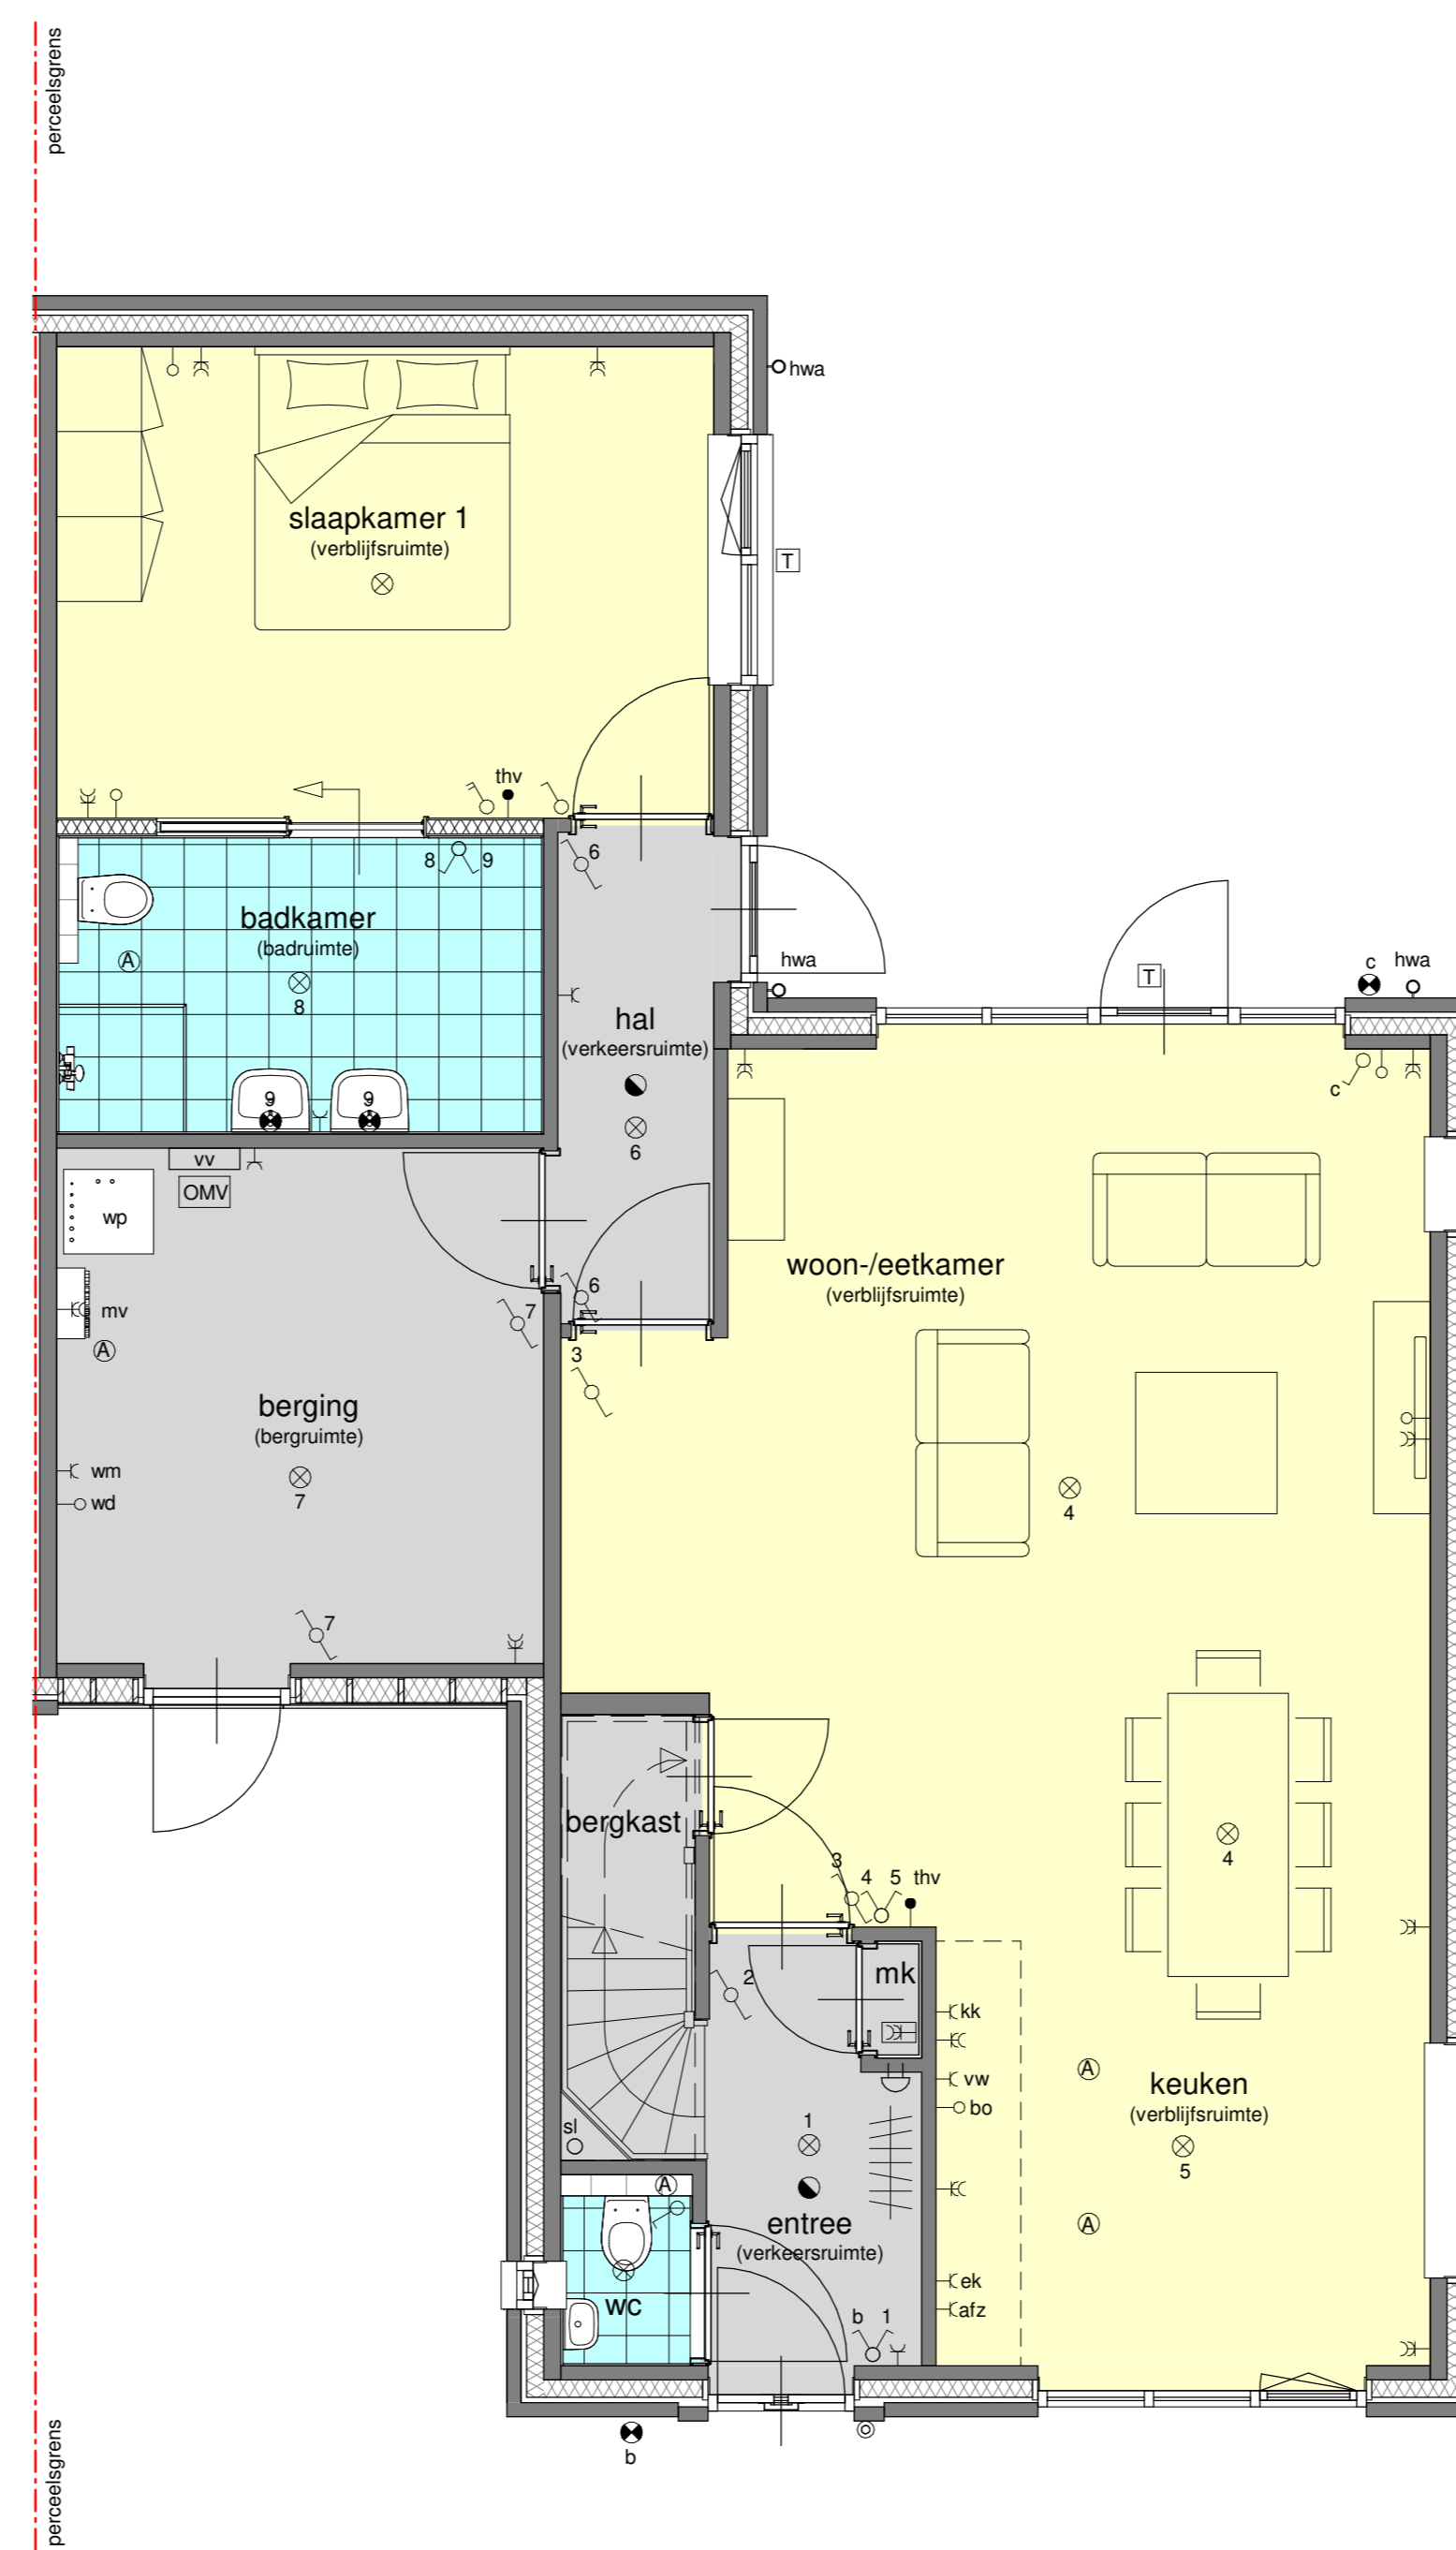 perceelsgrens
hwa
slaapkamer 1
(verblijfsruimte)
T
thv
6
8 9
badkamer
(badruimte)
A
8
hwa
c hwa
T
hal
(verkeersruimte)
c
9 9
6
vv
OMV
wp
woon-/eetkamer
(verblijfsruimte)
6
mv
7
A
3
berging
(bergruimte)
wm
wd
7
4
7
bergkast
4
3
4 5 thv
2
mk
kk
vw
bo
A
keuken
(verblijfsruimte)
5
1
sl
A
entree
(verkeersruimte)
A
wc
ek
afz
b 1
b
perceelsgrens